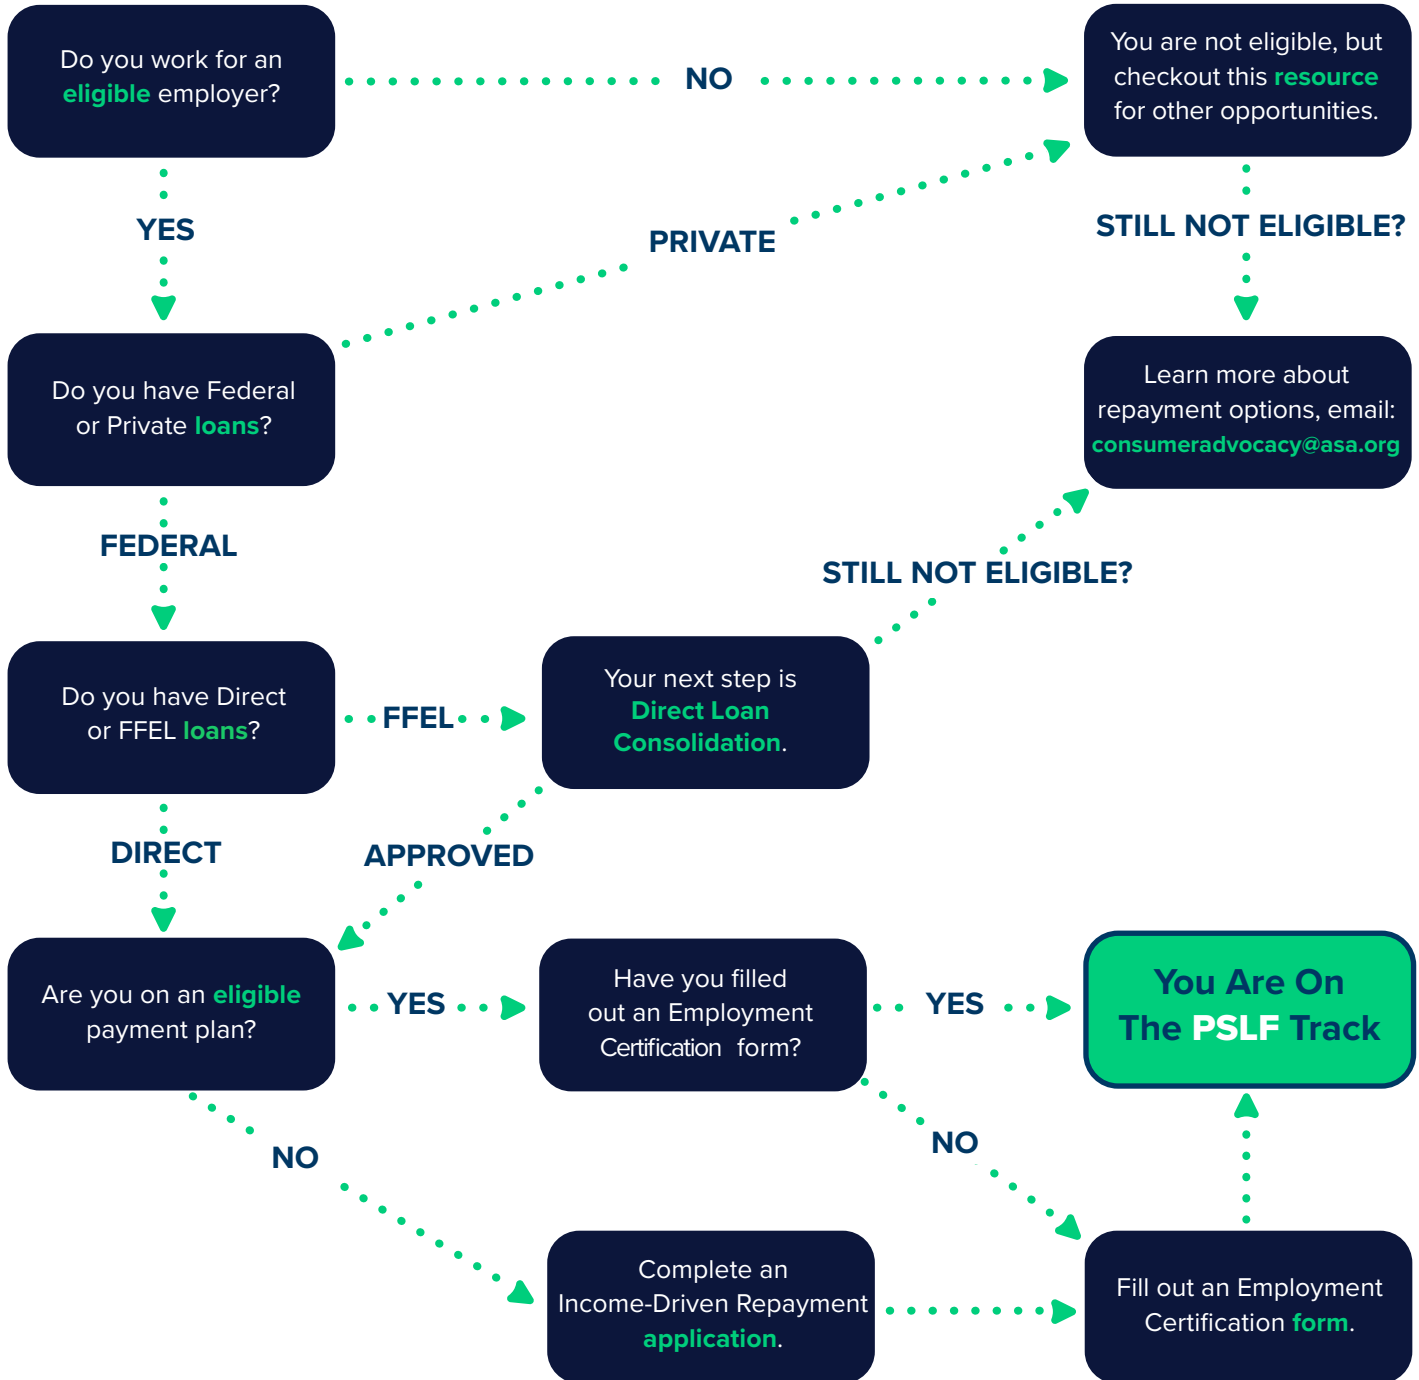 Do you work for an
eligible employer?
NO
You are not eligible, but
checkout this resource
for other opportunities.
YES
PRIVATE
STILL NOT ELIGIBLE?
Do you have Federal
or Private loans?
Learn more about
repayment options, email:
consumeradvocacy@asa.org
FEDERAL
STILL NOT ELIGIBLE?
Do you have Direct
or FFEL loans?
FFEL
Your next step is
Direct Loan
Consolidation.
DIRECT
APPROVED
Are you on an eligible
payment plan?
YES
Have you filled
out an Employment
Certification form?
YES
You Are On
The PSLF Track
NO
NO
Complete an
Income-Driven Repayment
application.
Fill out an Employment
Certification form.